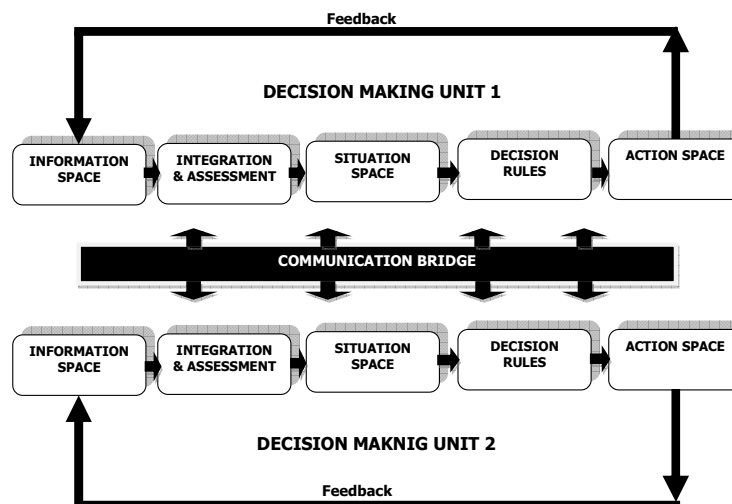 Feedback
DECISION MAKING UNIT 1
INFORMATION
SPACE
INTEGRATION
& ASSESSMENT
SITUATION
SPACE
DECISION
RULES
ACTION SPACE
COMMUNICATION BRIDGE
INFORMATION
SPACE
INTEGRATION
& ASSESSMENT
SITUATION
SPACE
DECISION
RULES
ACTION SPACE
DECISION MAKNIG UNIT 2
Feedback